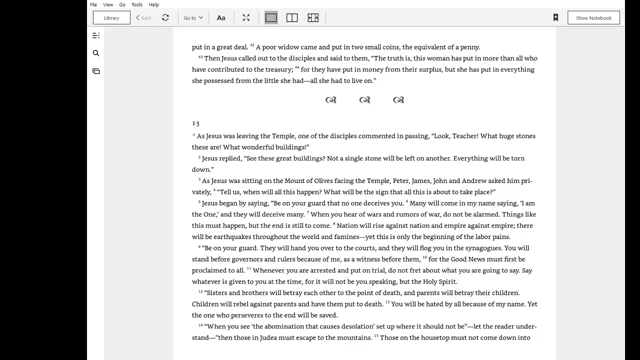 File View Go Tools Help
Library Back Go to Aa Show Notebook
put in a great deal. ⁴² A poor widow came and put in two small coins, the equivalent of a penny.
⁴³ Then Jesus called out to the disciples and said to them, “The truth is, this woman has put in more than all who
have contributed to the treasury; ⁴⁴ for they have put in money from their surplus, but she has put in everything
she possessed from the little she had—all she had to live on.”
13
¹ As Jesus was leaving the Temple, one of the disciples commented in passing, “Look, Teacher! What huge stones
these are! What wonderful buildings!”
² Jesus replied, “See these great buildings? Not a single stone will be left on another. Everything will be torn
down.”
³ As Jesus was sitting on the Mount of Olives facing the Temple, Peter, James, John and Andrew asked him pri-
vately, ⁴ “Tell us, when will all this happen? What will be the sign that all this is about to take place?”
⁵ Jesus began by saying, “Be on your guard that no one deceives you. ⁶ Many will come in my name saying, ‘I am
the One,’ and they will deceive many. ⁷ When you hear of wars and rumors of war, do not be alarmed. Things like
this must happen, but the end is still to come. ⁸ Nation will rise against nation and empire against empire; there
will be earthquakes throughout the world and famines—yet this is only the beginning of the labor pains.
⁹ “Be on your guard. They will hand you over to the courts, and they will flog you in the synagogues. You will
stand before governors and rulers because of me, as a witness before them, ¹⁰ for the Good News must first be
proclaimed to all. ¹¹ Whenever you are arrested and put on trial, do not fret about what you are going to say. Say
whatever is given to you at the time, for it will not be you speaking, but the Holy Spirit.
¹² “Sisters and brothers will betray each other to the point of death, and parents will betray their children.
Children will rebel against parents and have them put to death. ¹³ You will be hated by all because of my name. Yet
the one who perseveres to the end will be saved.
¹⁴ “When you see ‘the abomination that causes desolation’ set up where it should not be”—let the reader under-
stand—“then those in Judea must escape to the mountains. ¹⁵ Those on the housetop must not come down into